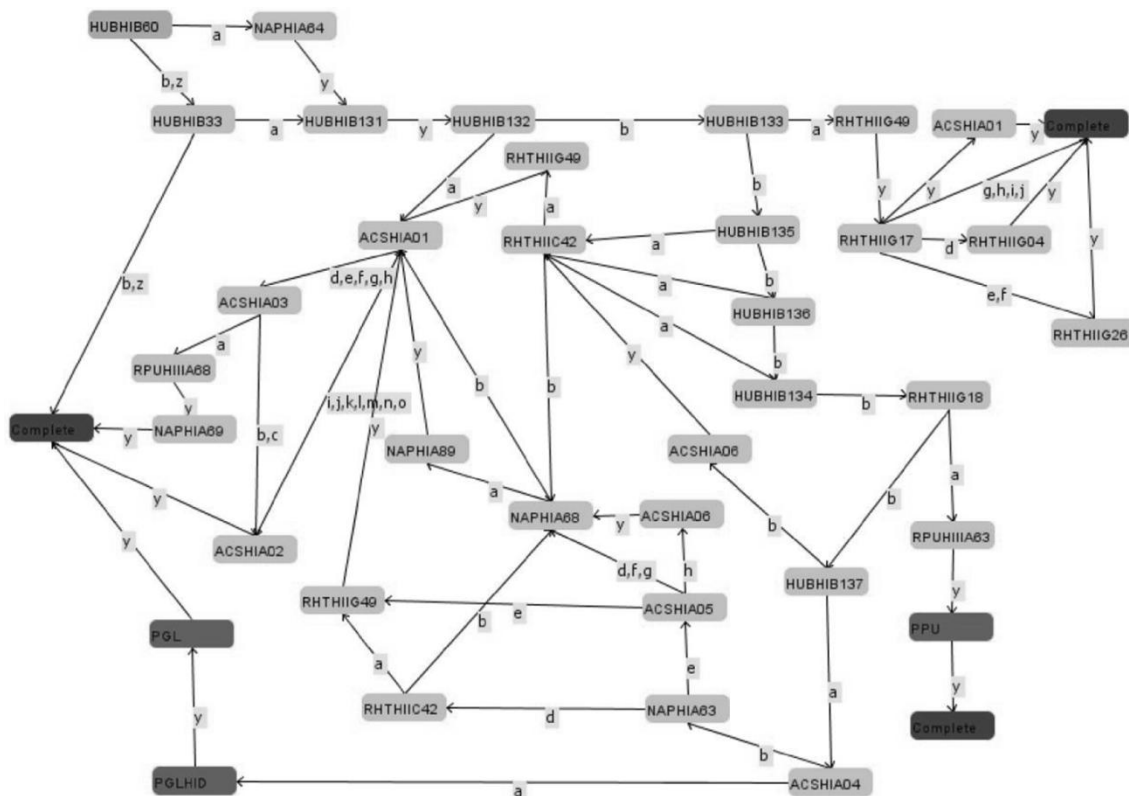 HUBHIB60
a
NAPHIA64
b,z
y
HUBHIB33
a
HUBHIB131
y
HUBHIB132
b
HUBHIB133
a
RHTHIIG49
ACSHIA01
y
Complete
RHTHIIG49
a
y
b
y
y
g,h,i,j
a
ACSHIA01
RHTHIIC42
a
HUBHIB135
RHTHIIG17
d
RHTHIIG04
y
b,z
d,e,f,g,h
b
e,f
a
ACSHIA03
HUBHIB136
a
RHTHIIG26
a
y
y
b
RPUHIIIA68
b
b
HUBHIB134
b
RHTHIIG18
y
i,j,k,l,m,n,o
Complete
y
NAPHIA69
b,c
y
NAPHIA89
ACSHIA06
a
a
b
y
NAPHIA68
y
ACSHIA06
b
RPUHIIIA63
ACSHIA02
y
d,f,g
h
HUBHIB137
y
RHTHIIG49
e
ACSHIA05
b
PGL
PPU
a
e
a
y
RHTHIIC42
d
NAPHIA63
y
b
Complete
PGLHID
a
ACSHIA04